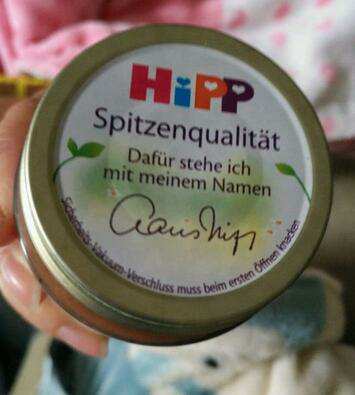 HiPP
Spitzenqualität
Dafür stehe ich
mit meinem Namen
Claus Hipp
Sicherheits-Vakuum-Verschluss muss beim ersten Öffnen knacken